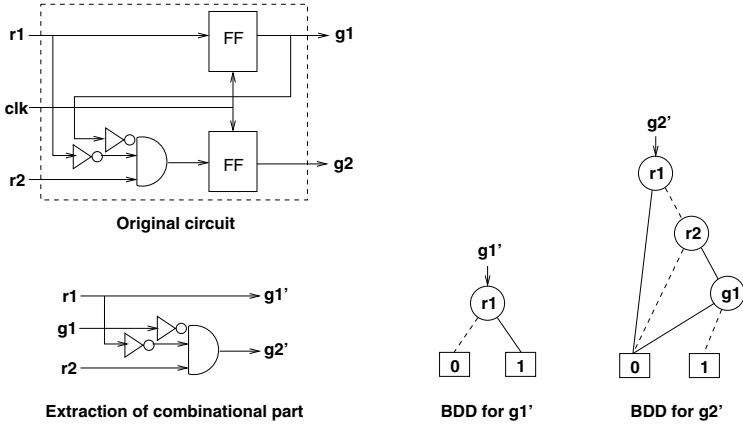 r1
FF
g1
clk
r2
FF
g2
Original circuit
r1
g1'
g1
g2'
r2
Extraction of combinational part
g1'
r1
0
1
BDD for g1'
g2'
r1
r2
g1
0
1
BDD for g2'